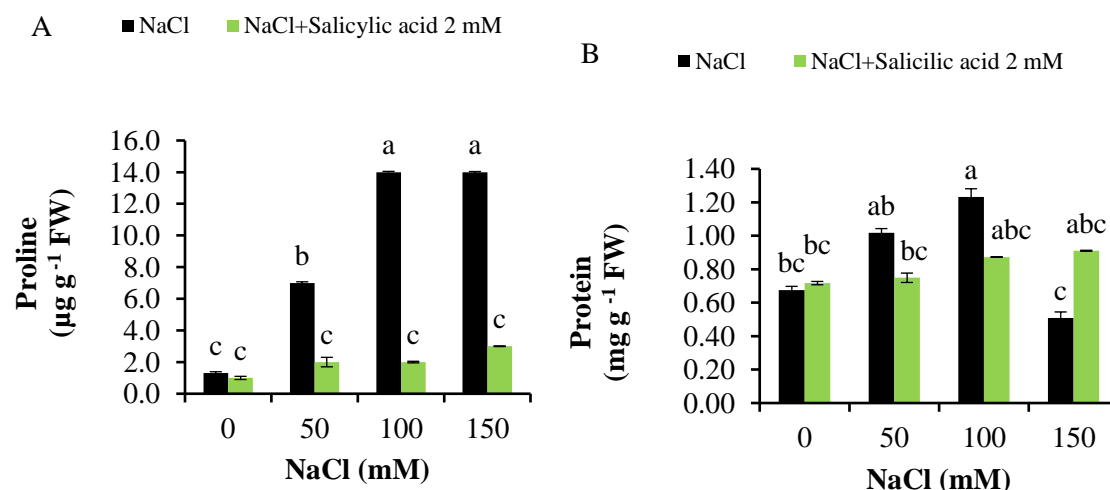 A
NaCl NaCl+Salicylic acid 2 mM
Proline
(µg g -1 FW)
16.0
14.0
12.0
10.0
8.0
6.0
4.0
2.0
0.0
c c b c a c a c
0 50 100 150
NaCl (mM)
B
NaCl NaCl+Salicilic acid 2 mM
Protein
(mg g -1 FW)
1.40
1.20
1.00
0.80
0.60
0.40
0.20
0.00
bc bc ab bc a abc c abc
0 50 100 150
NaCl (mM)